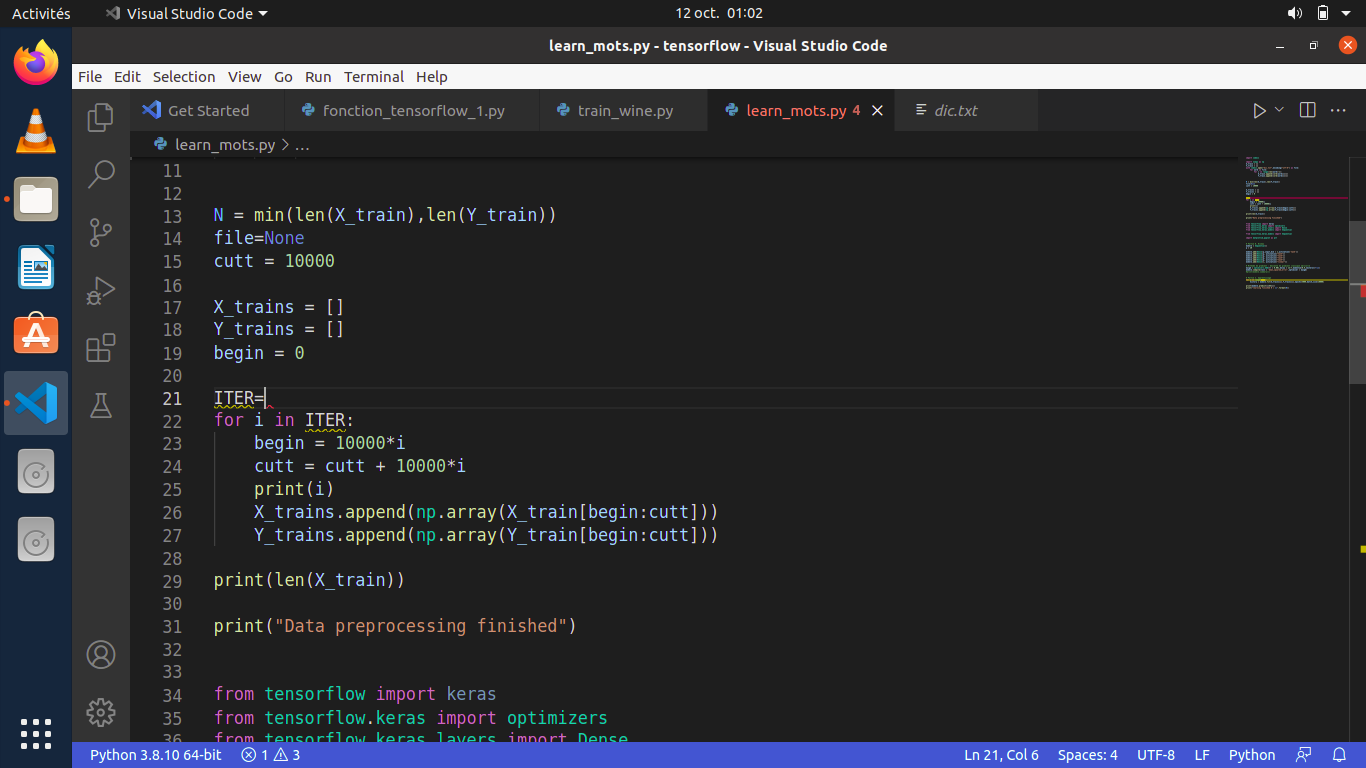 Activités Visual Studio Code 12 oct. 01:02
learn_mots.py - tensorflow - Visual Studio Code
File Edit Selection View Go Run Terminal Help
Get Started fonction_tensorflow_1.py train_wine.py learn_mots.py 4 dic.txt
learn_mots.py > ...
11
12
13 N = min(len(X_train),len(Y_train))
14 file=None
15 cutt = 10000
16
17 X_trains = []
18 Y_trains = []
19 begin = 0
20
21 ITER=
22 for i in ITER:
23 begin = 10000*i
24 cutt = cutt + 10000*i
25 print(i)
26 X_trains.append(np.array(X_train[begin:cutt]))
27 Y_trains.append(np.array(Y_train[begin:cutt]))
28
29 print(len(X_train))
30
31 print("Data preprocessing finished")
32
33
34 from tensorflow import keras
35 from tensorflow.keras import optimizers
36 from tensorflow.keras.layers import Dense
Python 3.8.10 64-bit 1 3 Ln 21, Col 6 Spaces: 4 UTF-8 LF Python